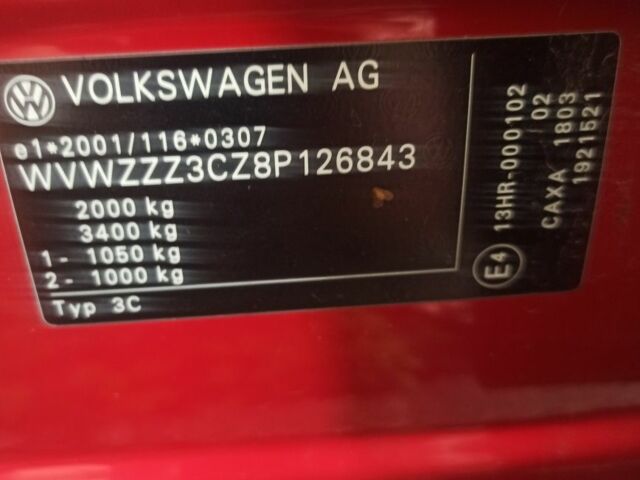 VW
VOLKSWAGEN AG
e1*2001/116*0307
WVWZZZ3CZ8P126843
2000 kg
3400 kg
1- 1050 kg
2- 1000 kg
Typ 3C
E4
13HR-000102
/02
CAXA 1803
1921521